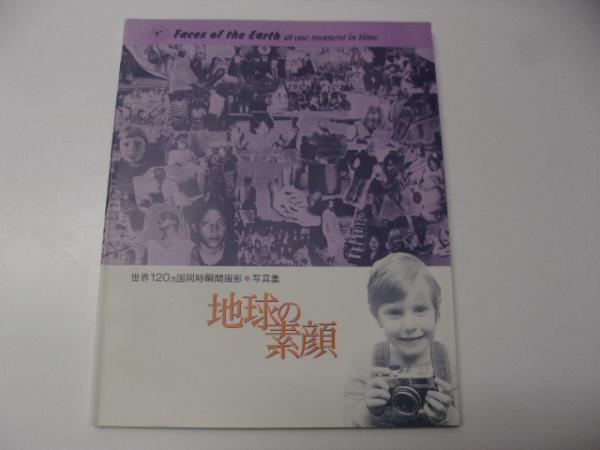 Faces of the Earth at one moment in time
世界120ヵ国同時瞬間撮影●写真集
地球の
素顔